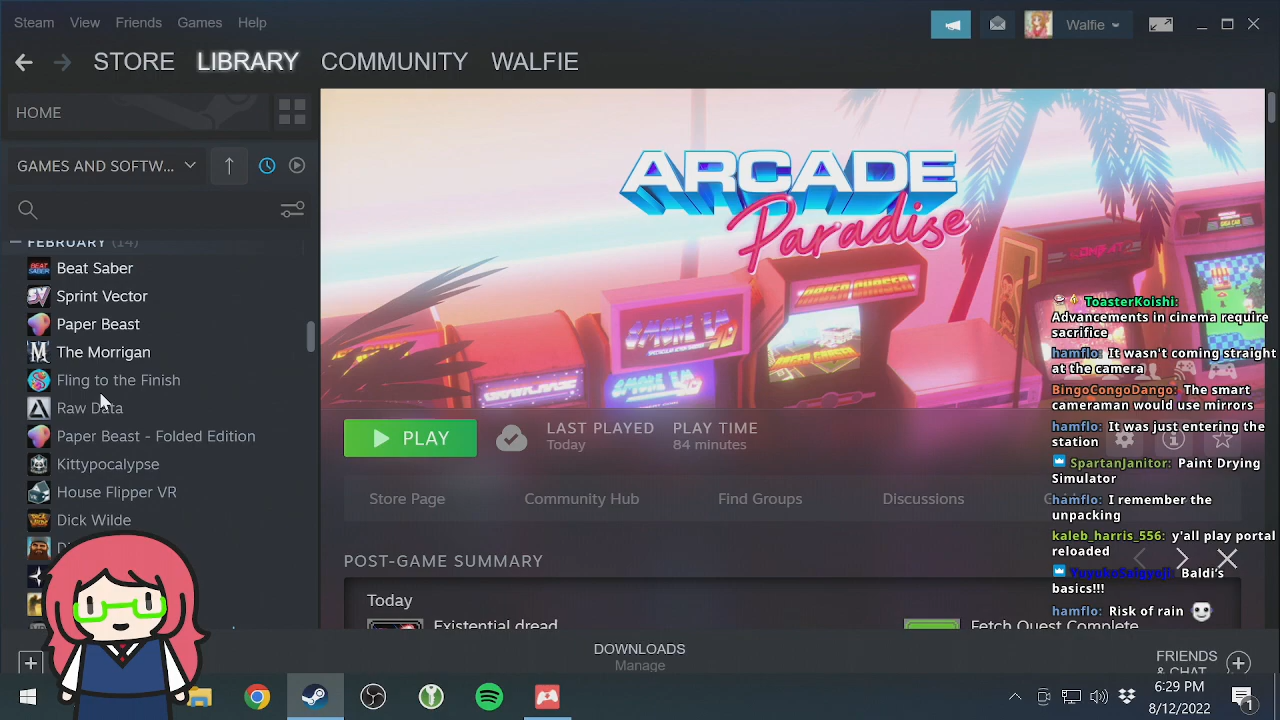 Steam View Friends Games Help
Walfie
STORE LIBRARY COMMUNITY WALFIE
HOME
GAMES AND SOFTW...
FEBRUARY (14)
Beat Saber
Sprint Vector
Paper Beast
The Morrigan
Fling to the Finish
Raw Data
Paper Beast - Folded Edition
Kittypocalypse
House Flipper VR
Dick Wilde
ARCADE
Paradise
PLAY
LAST PLAYED
Today
PLAY TIME
84 minutes
Store Page Community Hub Find Groups Discussions
POST-GAME SUMMARY
Today
Existential dread
Fetch Quest Complete
ToasterKoishi:
Advancements in cinema require
sacrifice
hamflo: It wasn't coming straight
at the camera
BingoCongoDango: The smart
cameraman would use mirrors
hamflo: It was just entering the
station
SpartanJanitor: Paint Drying
Simulator
hamflo: I remember the
unpacking
kaleb_harris_556: y'all play portal
reloaded
YuyukoSaigyoji: Baldi's
basics!!!
hamflo: Risk of rain
DOWNLOADS
Manage
FRIENDS
& CHAT
6:29 PM
8/12/2022
1